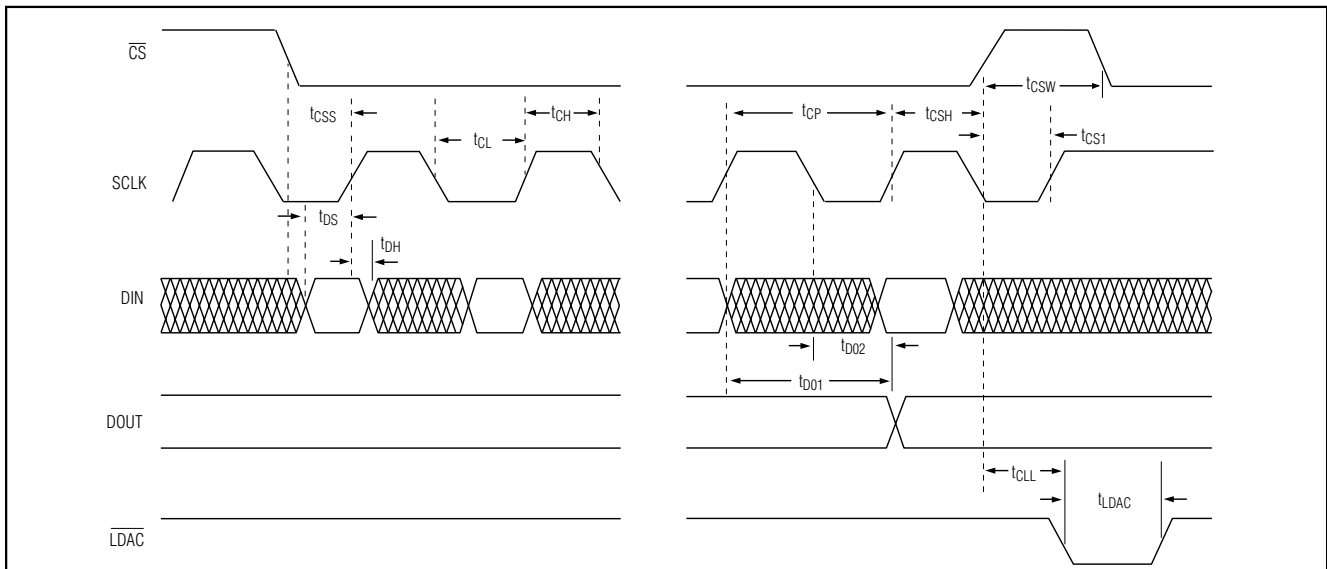 CS
tCSW
tCSS
tCH
tCP
tCSH
tCL
tCS1
SCLK
tDS
tDH
DIN
tD02
tD01
DOUT
tCLL
tLDAC
LDAC